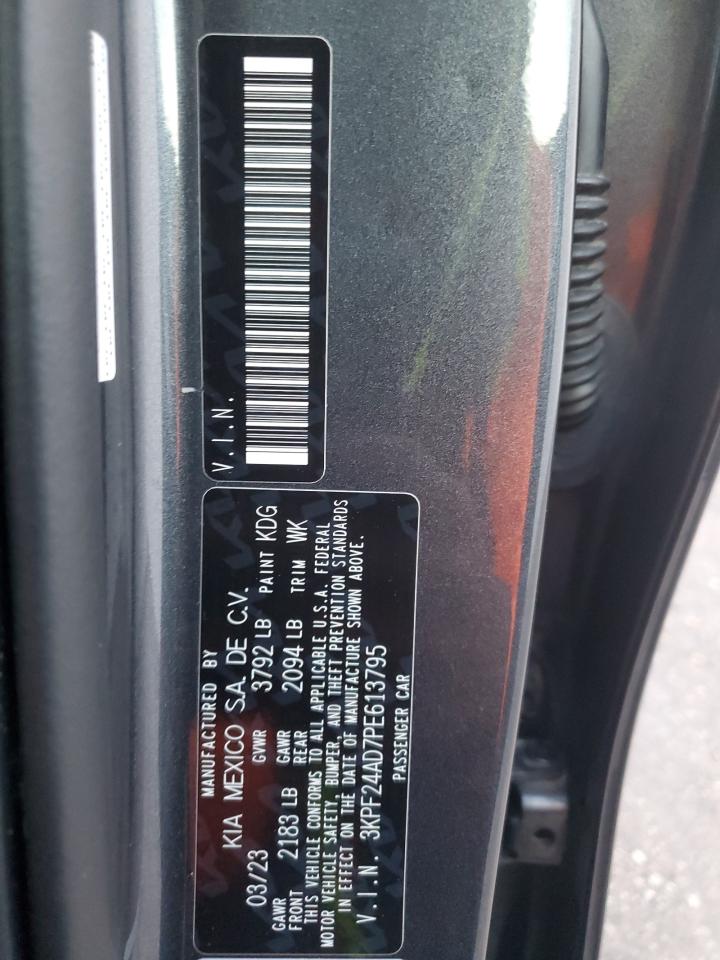 MANUFACTURED BY
KIA MEXICO S.A. DE C.V.
03/23 GVWR 3792 LB PAINT KDG
GAWR FRONT 2183 LB GAWR REAR 2094 LB TRIM WK
THIS VEHICLE CONFORMS TO ALL APPLICABLE U.S.A. FEDERAL
MOTOR VEHICLE SAFETY, BUMPER, AND THEFT PREVENTION STANDARDS
IN EFFECT ON THE DATE OF MANUFACTURE SHOWN ABOVE.
V.I.N. 3KPF24AD7PE613795
PASSENGER CAR
V.I.N.